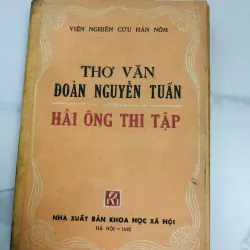 VIỆN NGHIÊN CỨU HÁN NÔM
THƠ VĂN
ĐOÀN NGUYỄN TUẤN
HẢI ÔNG THI TẬP
NHÀ XUẤT BẢN KHOA HỌC XÃ HỘI
HÀ NỘI — 1982